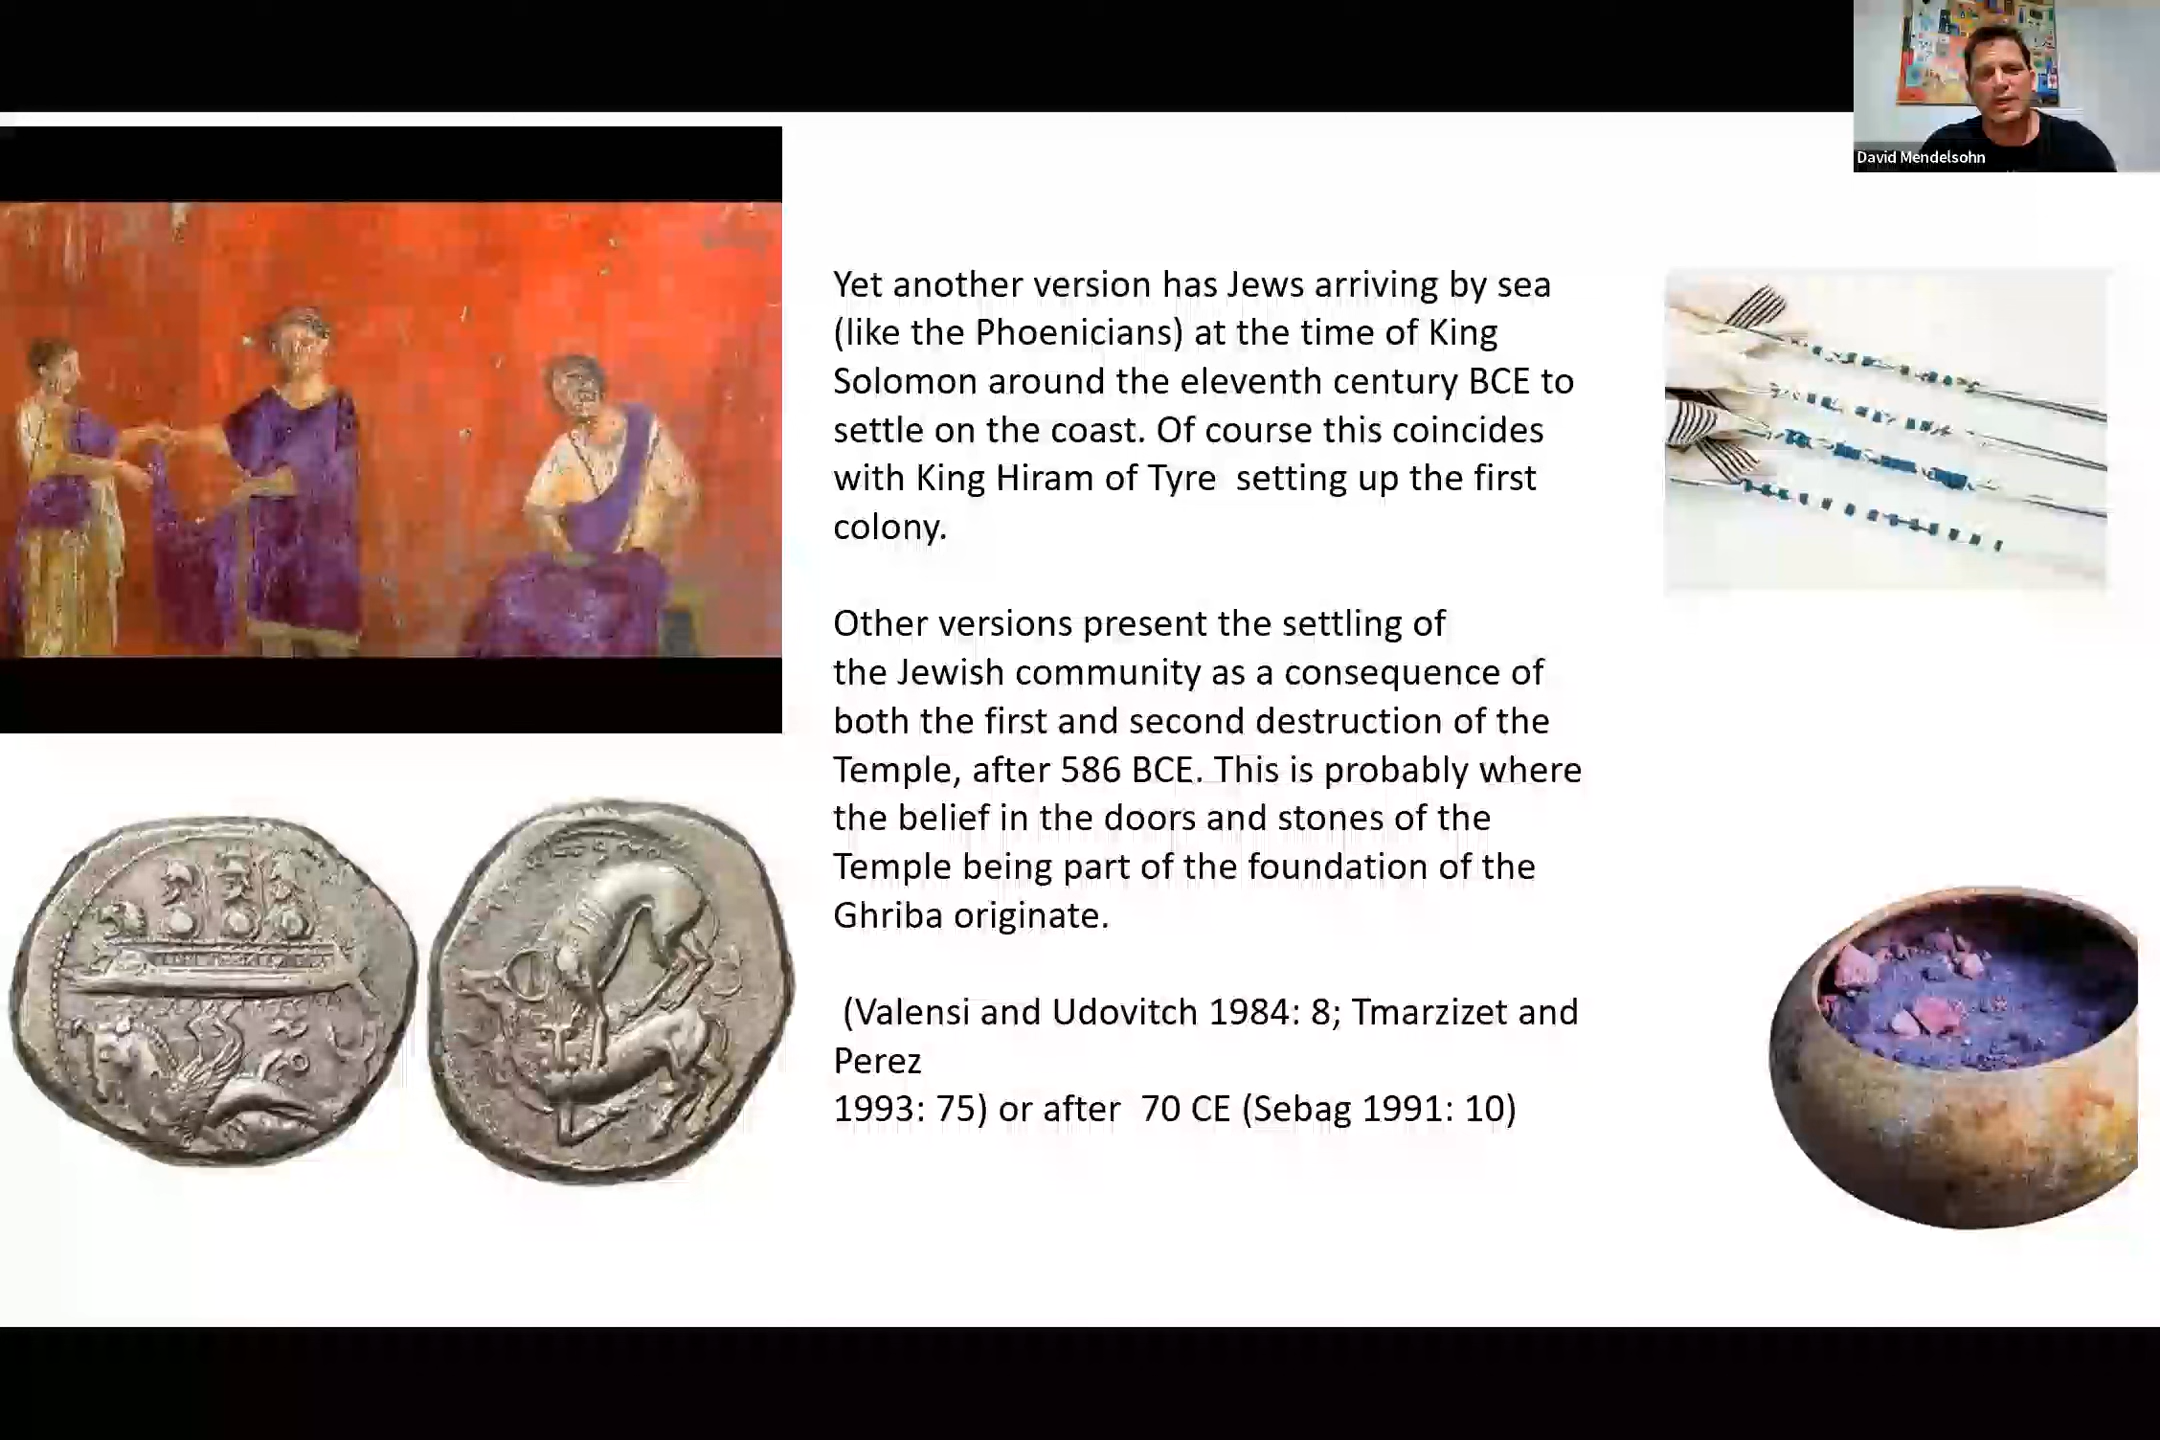 David Mendelsohn
Yet another version has Jews arriving by sea
(like the Phoenicians) at the time of King
Solomon around the eleventh century BCE to
settle on the coast. Of course this coincides
with King Hiram of Tyre  setting up the first
colony.
Other versions present the settling of
the Jewish community as a consequence of
both the first and second destruction of the
Temple, after 586 BCE. This is probably where
the belief in the doors and stones of the
Temple being part of the foundation of the
Ghriba originate.
(Valensi and Udovitch 1984: 8; Tmarzizet and
Perez
1993: 75) or after  70 CE (Sebag 1991: 10)